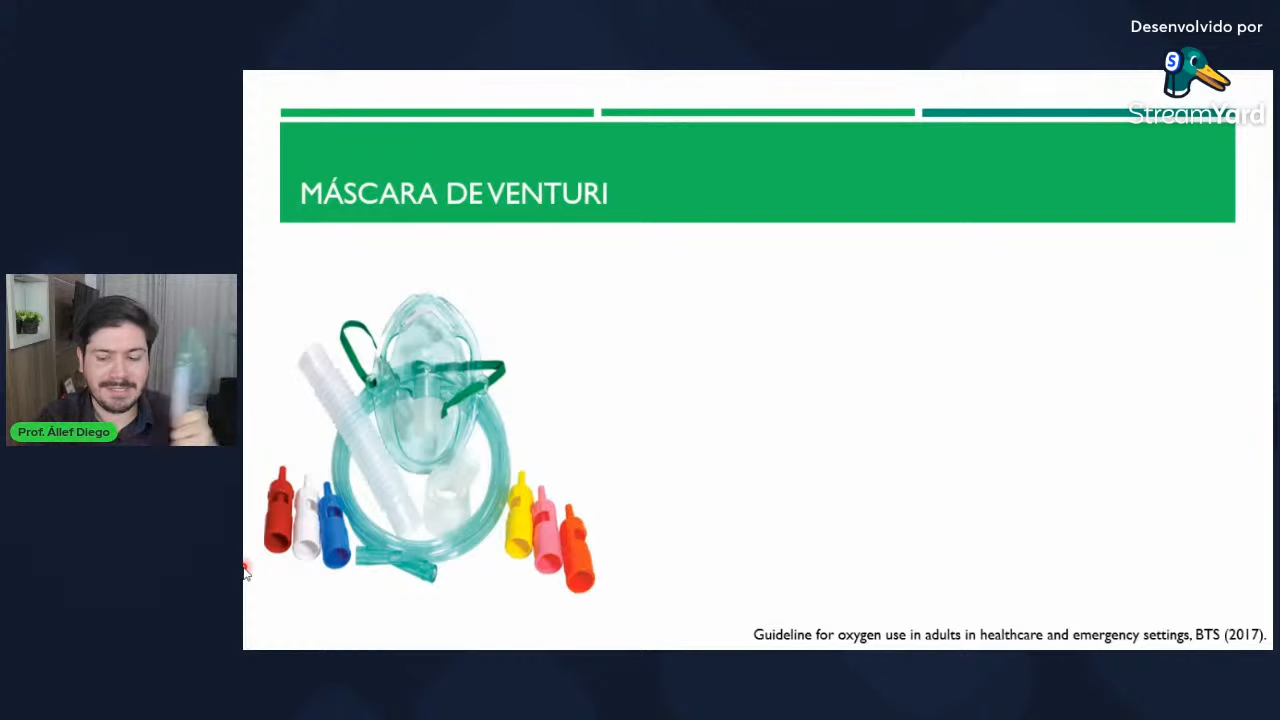 Desenvolvido por
S
StreamYard
MÁSCARA DE VENTURI
Prof. Állef Diego
Guideline for oxygen use in adults in healthcare and emergency settings, BTS (2017).